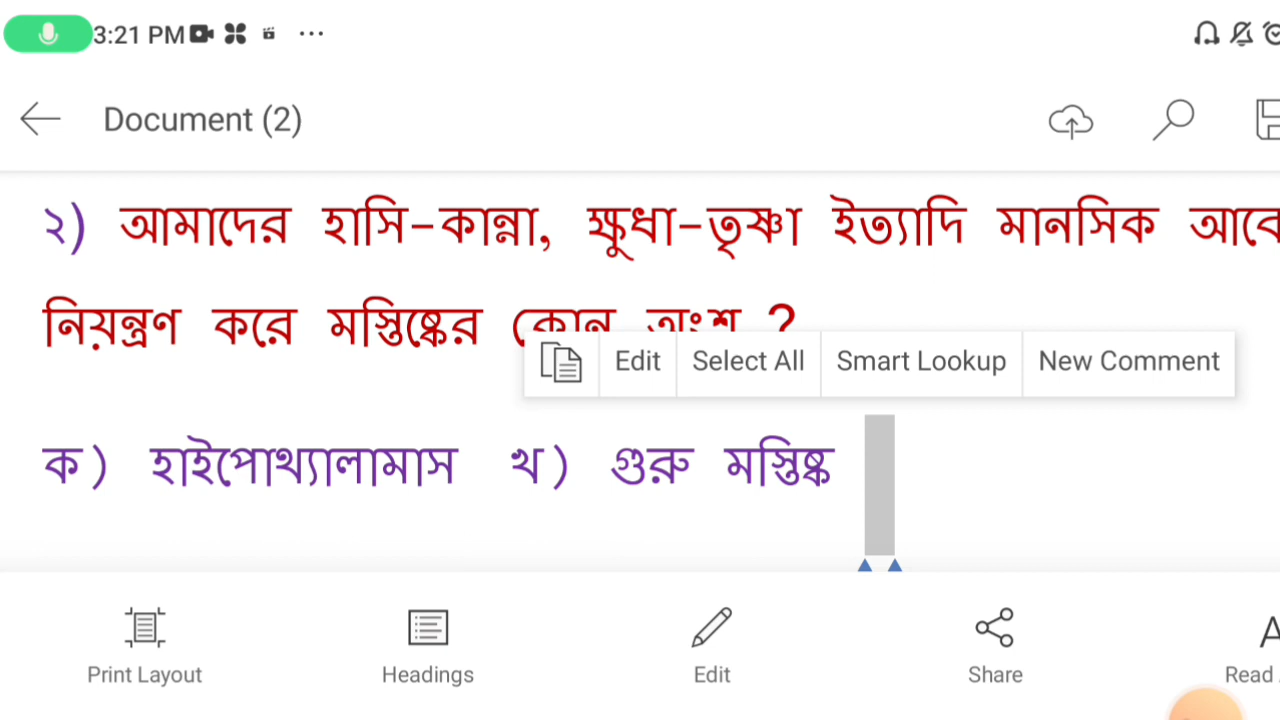 3:21 PM
Document (2)
২) আমাদের হাসি-কান্না, ক্ষুধা-তৃষ্ণা ইত্যাদি মানসিক
নিয়ন্ত্রণ করে মস্তিষ্কের কোন অংশ ?
Edit Select All Smart Lookup New Comment
ক) হাইপোথ্যালামাস খ) গুরু মস্তিষ্ক
Print Layout Headings Edit Share Read